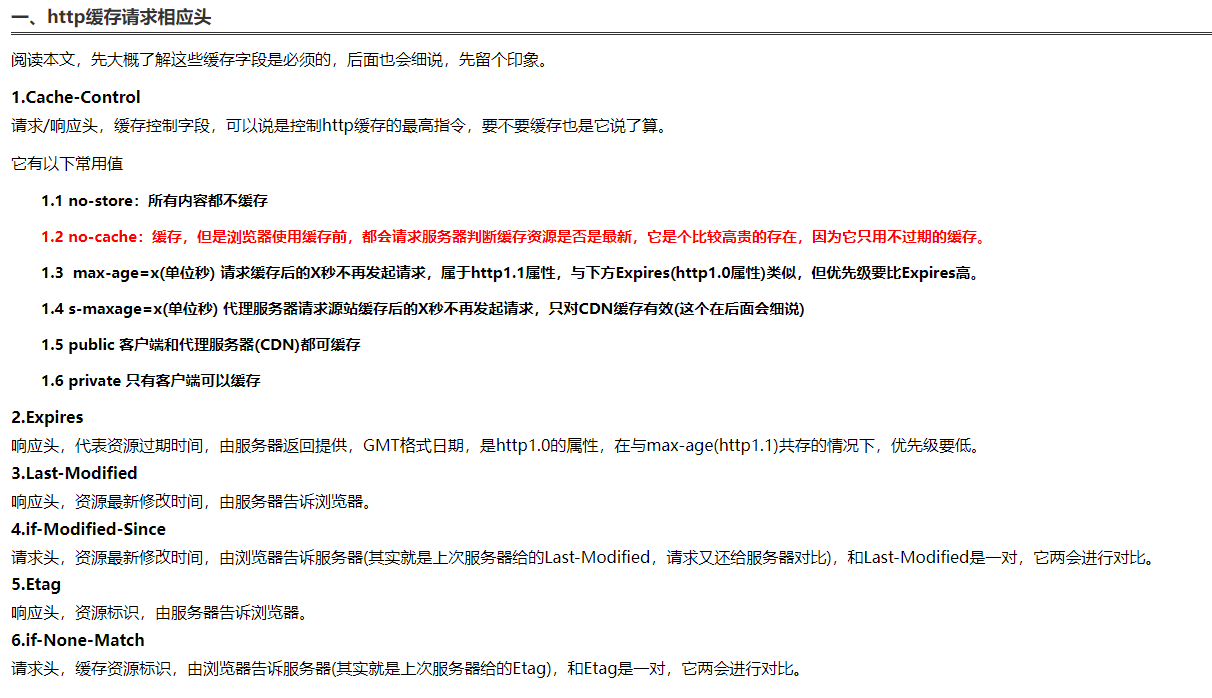 一、http缓存请求相应头
阅读本文，先大概了解这些缓存字段是必须的，后面也会细说，先留个印象。
1.Cache-Control
请求/响应头，缓存控制字段，可以说是控制http缓存的最高指令，要不要缓存也是它说了算。
它有以下常用值
1.1 no-store：所有内容都不缓存
1.2 no-cache：缓存，但是浏览器使用缓存前，都会请求服务器判断缓存资源是否是最新，它是个比较高贵的存在，因为它只用不过期的缓存。
1.3  max-age=x(单位秒) 请求缓存后的X秒不再发起请求，属于http1.1属性，与下方Expires(http1.0属性)类似，但优先级要比Expires高。
1.4 s-maxage=x(单位秒) 代理服务器请求源站缓存后的X秒不再发起请求，只对CDN缓存有效(这个在后面会细说)
1.5 public 客户端和代理服务器(CDN)都可缓存
1.6 private 只有客户端可以缓存
2.Expires
响应头，代表资源过期时间，由服务器返回提供，GMT格式日期，是http1.0的属性，在与max-age(http1.1)共存的情况下，优先级要低。
3.Last-Modified
响应头，资源最新修改时间，由服务器告诉浏览器。
4.if-Modified-Since
请求头，资源最新修改时间，由浏览器告诉服务器(其实就是上次服务器给的Last-Modified，请求又还给服务器对比)，和Last-Modified是一对，它两会进行对比。
5.Etag
响应头，资源标识，由服务器告诉浏览器。
6.if-None-Match
请求头，缓存资源标识，由浏览器告诉服务器(其实就是上次服务器给的Etag)，和Etag是一对，它两会进行对比。